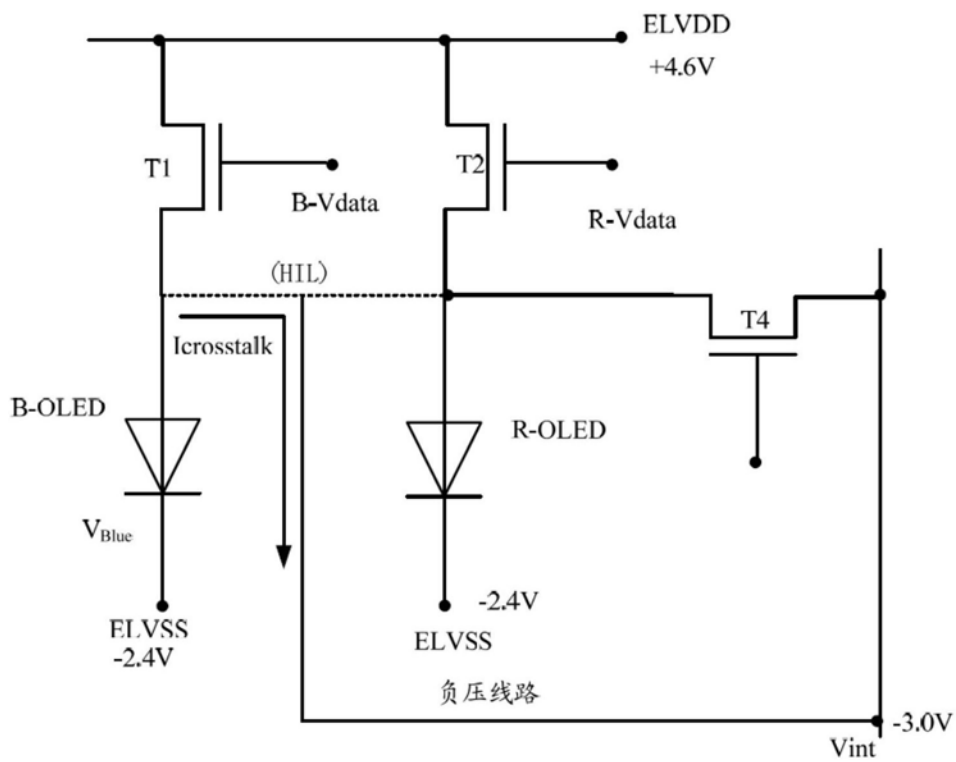 ELVDD
+4.6V
T1
T2
B-Vdata
R-Vdata
(HIL)
T4
Icrosstalk
B-OLED
R-OLED
VBlue
-2.4V
ELVSS
ELVSS
-2.4V
负压线路
-3.0V
Vint